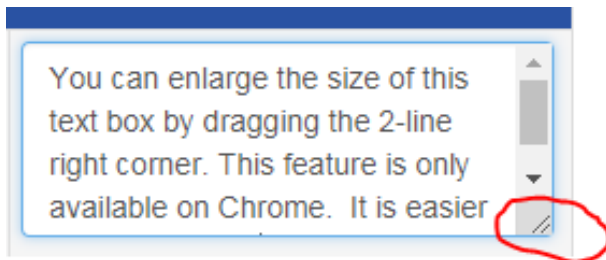 You can enlarge the size of this
text box by dragging the 2-line
right corner. This feature is only
available on Chrome.  It is easier